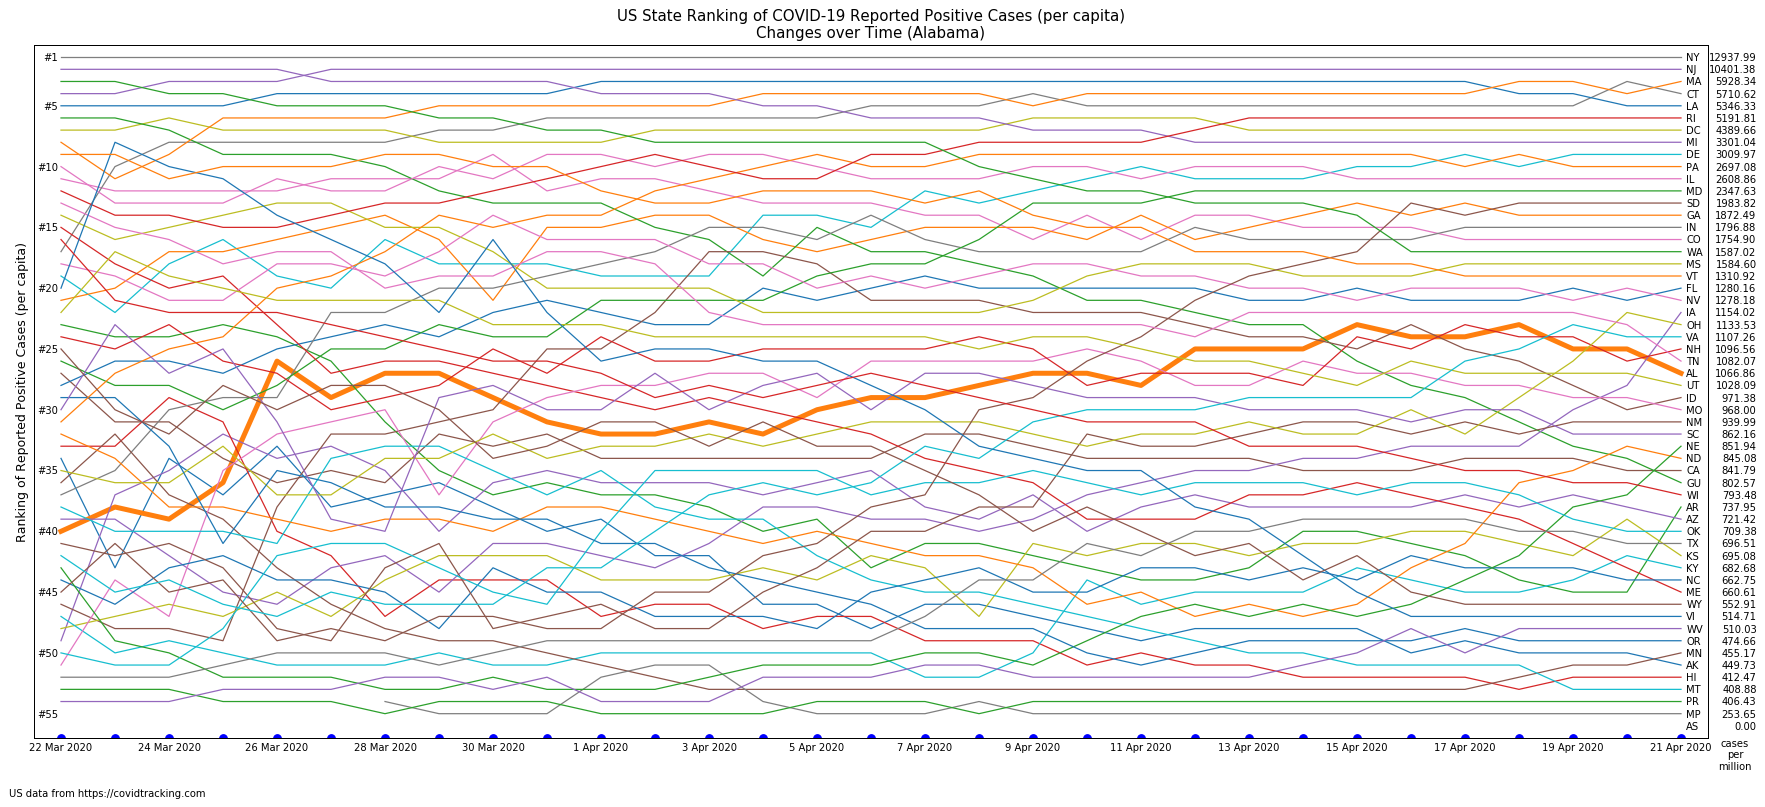 US State Ranking of COVID-19 Reported Positive Cases (per capita)
Changes over Time (Alabama)
Ranking of Reported Positive Cases (per capita)
#1
#5
#10
#15
#20
#25
#30
#35
#40
#45
#50
#55
NY 12937.99
NJ 10401.38
MA 5928.34
CT 5710.62
LA 5346.33
RI 5191.81
DC 4389.66
MI 3301.04
DE 3009.97
PA 2697.08
IL 2608.86
MD 2347.63
SD 1983.82
GA 1872.49
IN 1796.88
CO 1754.90
WA 1587.02
MS 1584.60
VT 1310.92
FL 1280.16
NV 1278.18
IA 1154.02
OH 1133.53
VA 1107.26
NH 1096.56
TN 1082.07
AL 1066.86
UT 1028.09
ID 971.38
MO 968.00
NM 939.99
SC 862.16
NE 851.94
ND 845.08
CA 841.79
GU 802.57
WI 793.48
AR 737.95
AZ 721.42
OK 709.38
TX 696.51
KS 695.08
KY 682.68
NC 662.75
ME 660.61
WY 552.91
VI 514.71
WV 510.03
OR 474.66
MN 455.17
AK 449.73
HI 412.47
MT 408.88
PR 406.43
MP 253.65
AS 0.00
22 Mar 2020 24 Mar 2020 26 Mar 2020 28 Mar 2020 30 Mar 2020 1 Apr 2020 3 Apr 2020 5 Apr 2020 7 Apr 2020 9 Apr 2020 11 Apr 2020 13 Apr 2020 15 Apr 2020 17 Apr 2020 19 Apr 2020 21 Apr 2020
cases
per
million
US data from https://covidtracking.com